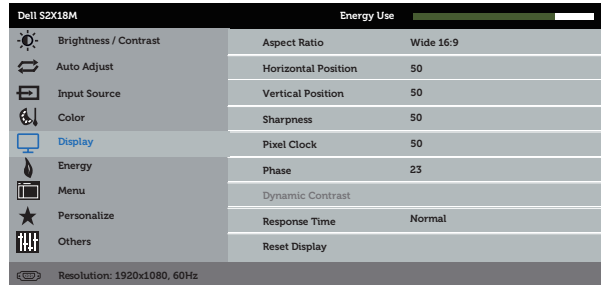 Dell S2X18M Energy Use
Brightness / Contrast
Auto Adjust
Input Source
Color
Display
Energy
Menu
Personalize
Others
Aspect Ratio Wide 16:9
Horizontal Position 50
Vertical Position 50
Sharpness 50
Pixel Clock 50
Phase 23
Dynamic Contrast
Response Time Normal
Reset Display
Resolution: 1920x1080, 60Hz